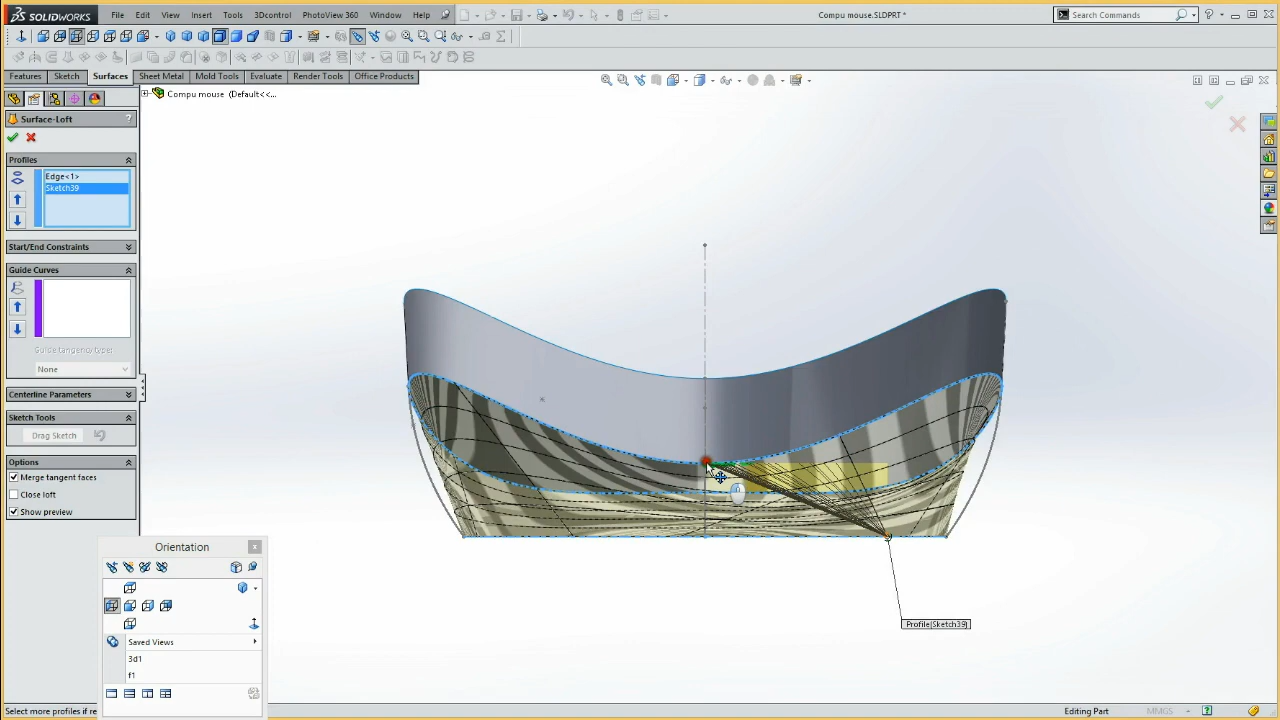 SOLIDWORKS File Edit View Insert Tools 3Dcontrol PhotoView 360 Window Help Compu mouse.SLDPRT * Search Commands ?
Features Sketch Surfaces Sheet Metal Mold Tools Evaluate Render Tools Office Products
Compu mouse (Default<<...
Surface-Loft ?
Profiles
Edge<1>
Sketch39
Start/End Constraints
Guide Curves
Guide tangency type:
None
Centerline Parameters
Sketch Tools
Drag Sketch
Options
Merge tangent faces
Close loft
Show preview
Orientation
Saved Views
3d1
f1
Profile(Sketch39)
Select more profiles if re
Editing Part MMGS